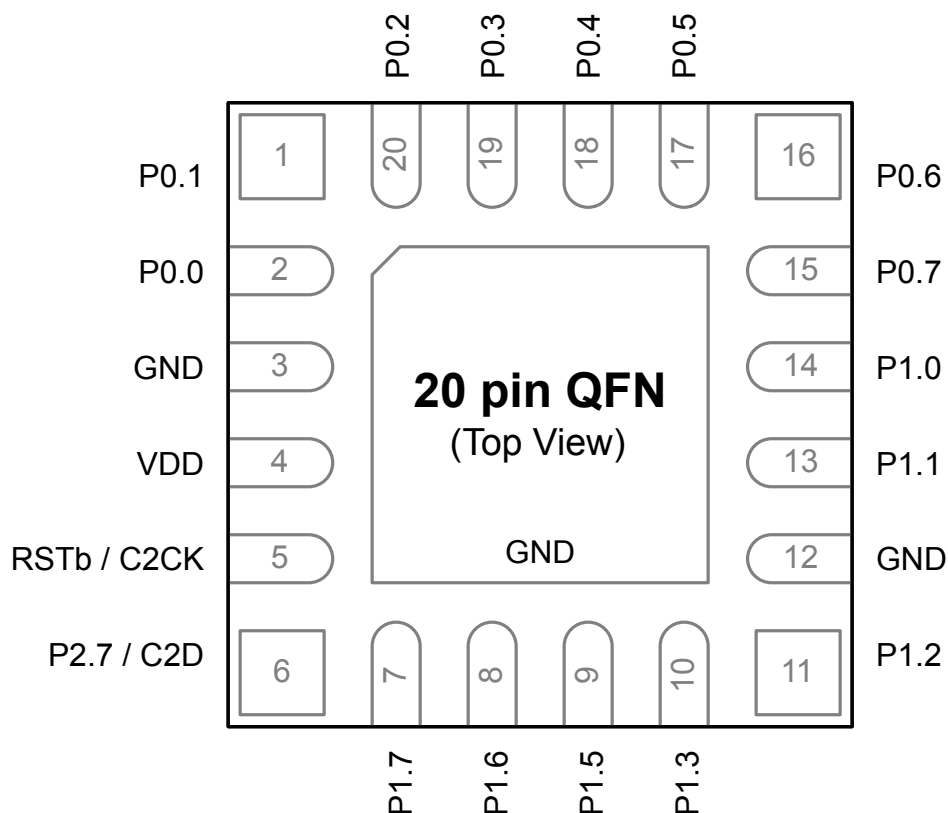 P0.2
P0.3
P0.4
P0.5
1
20
19
18
17
16
P0.1
P0.6
P0.0
2
15
P0.7
GND
3
14
P1.0
20 pin QFN
(Top View)
VDD
4
13
P1.1
RSTb / C2CK
5
GND
12
GND
P2.7 / C2D
6
7
8
9
10
11
P1.2
P1.7
P1.6
P1.5
P1.3